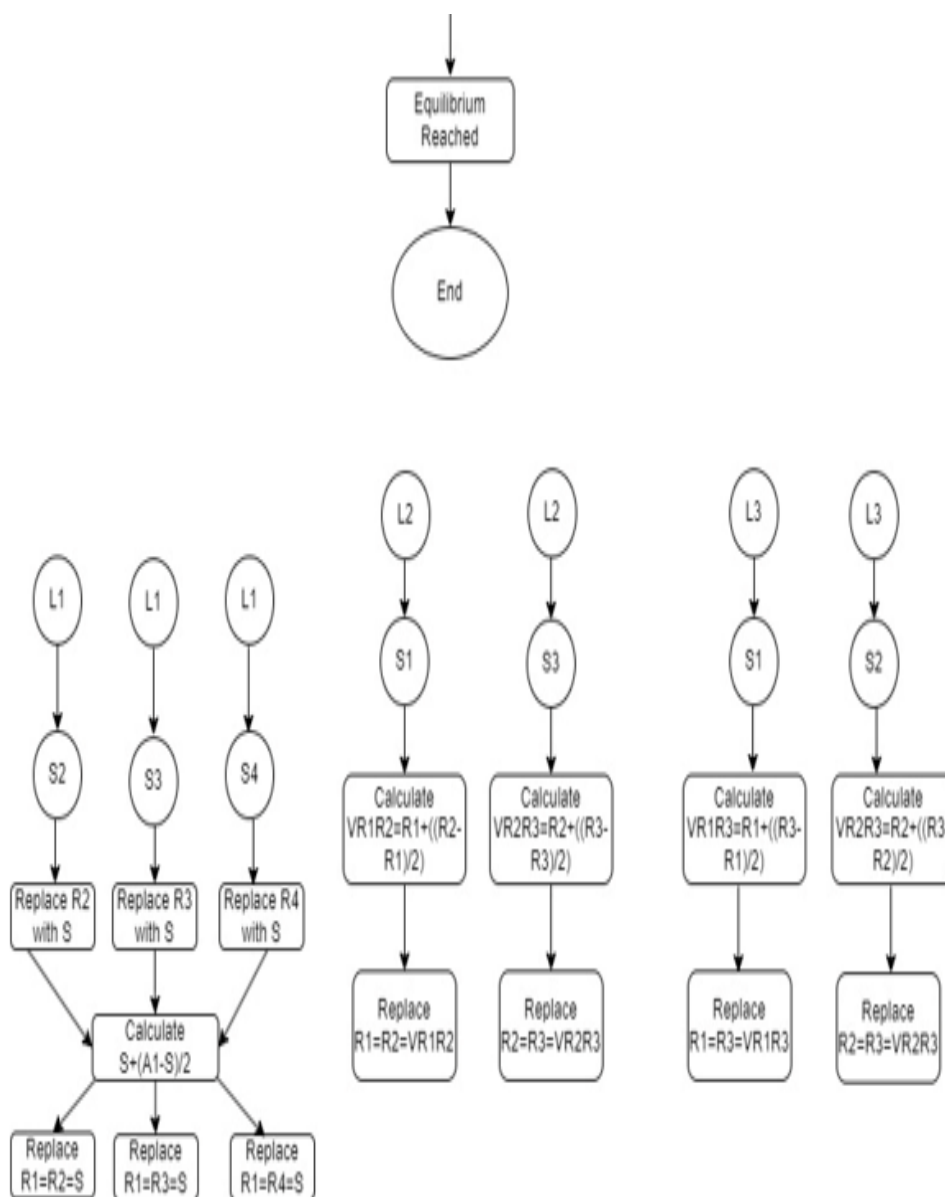 Equilibrium
Reached
End
L2
L2
L3
L3
L1
L1
L1
S1
S3
S1
S2
S2
S3
S4
Calculate
VR1R2=R1+((R2-
R1)/2)
Calculate
VR2R3=R2+((R3-
R3)/2)
Calculate
VR1R3=R1+((R3-
R1)/2)
Calculate
VR2R3=R2+((R3-
R2)/2)
Replace R2
with S
Replace R3
with S
Replace R4
with S
Replace
R1=R2=VR1R2
Replace
R2=R3=VR2R3
Replace
R1=R3=VR1R3
Replace
R2=R3=VR2R3
Calculate
S+(A1-S)/2
Replace
R1=R2=S
Replace
R1=R3=S
Replace
R1=R4=S